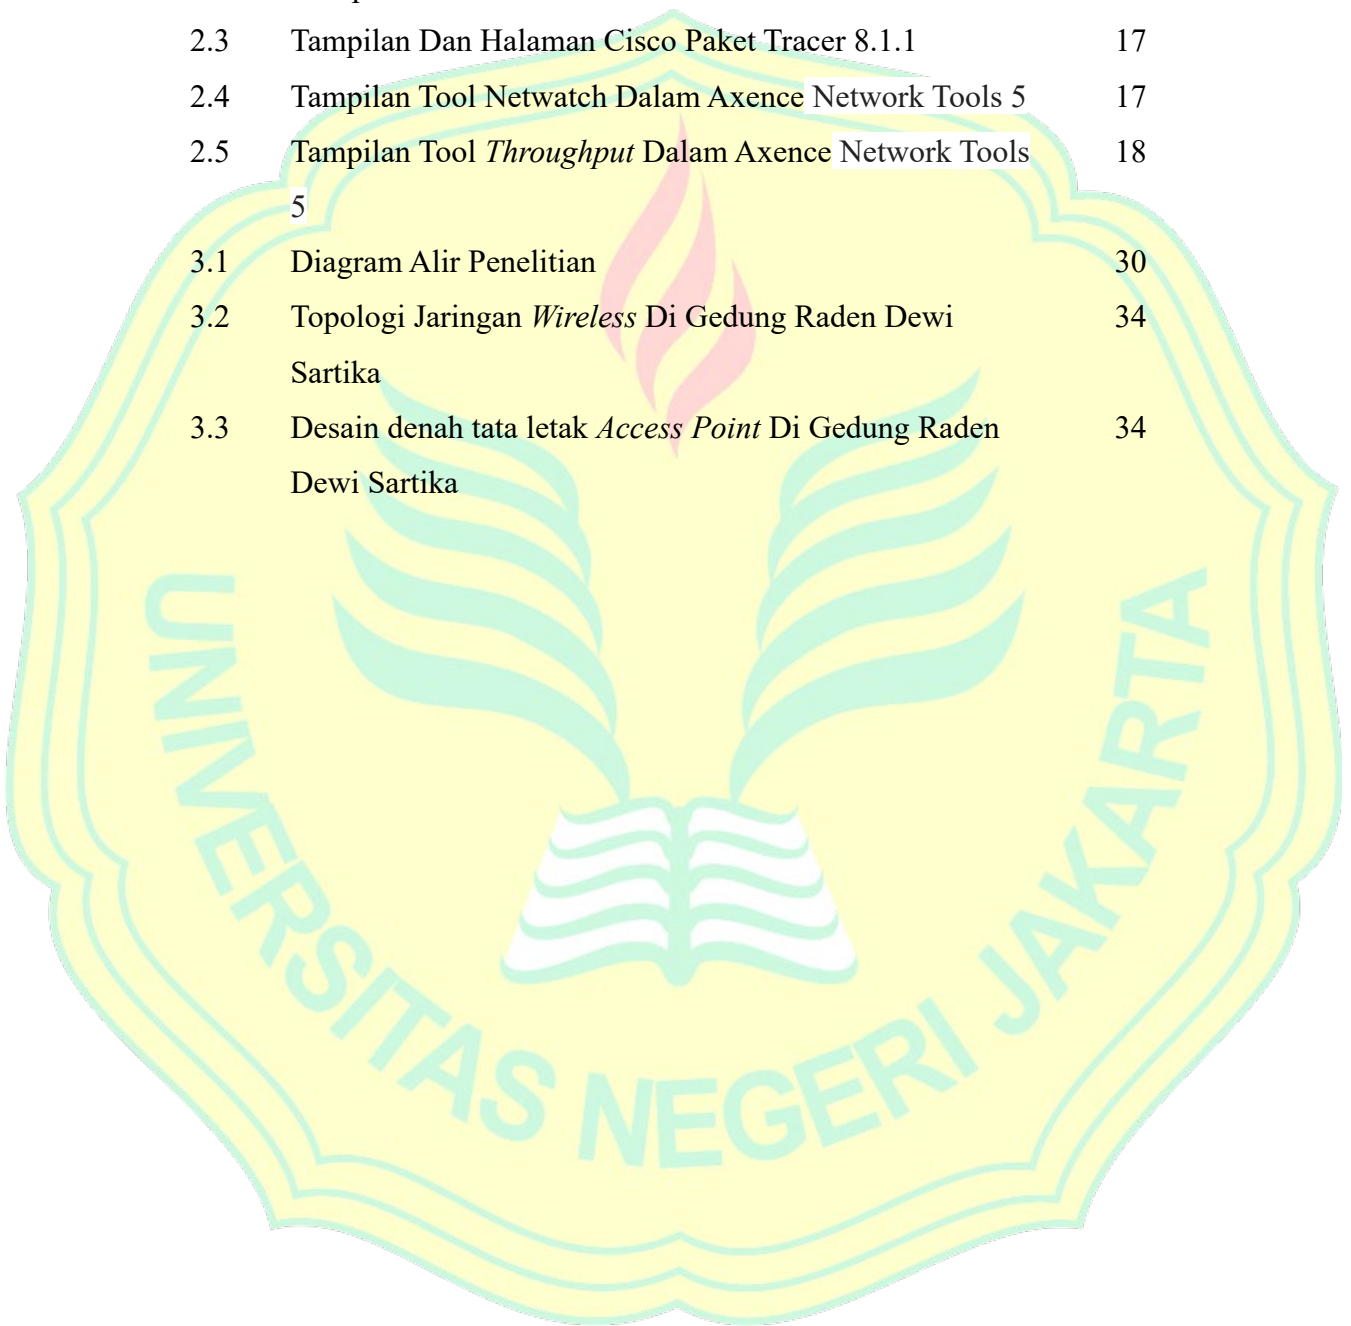 2.3 Tampilan Dan Halaman Cisco Paket Tracer 8.1.1 17
2.4 Tampilan Tool Netwatch Dalam Axence Network Tools 5 17
2.5 Tampilan Tool Throughput Dalam Axence Network Tools 18
5
3.1 Diagram Alir Penelitian 30
3.2 Topologi Jaringan Wireless Di Gedung Raden Dewi 34
Sartika
3.3 Desain denah tata letak Access Point Di Gedung Raden 34
Dewi Sartika
UNIVERSITAS NEGERI JAKARTA